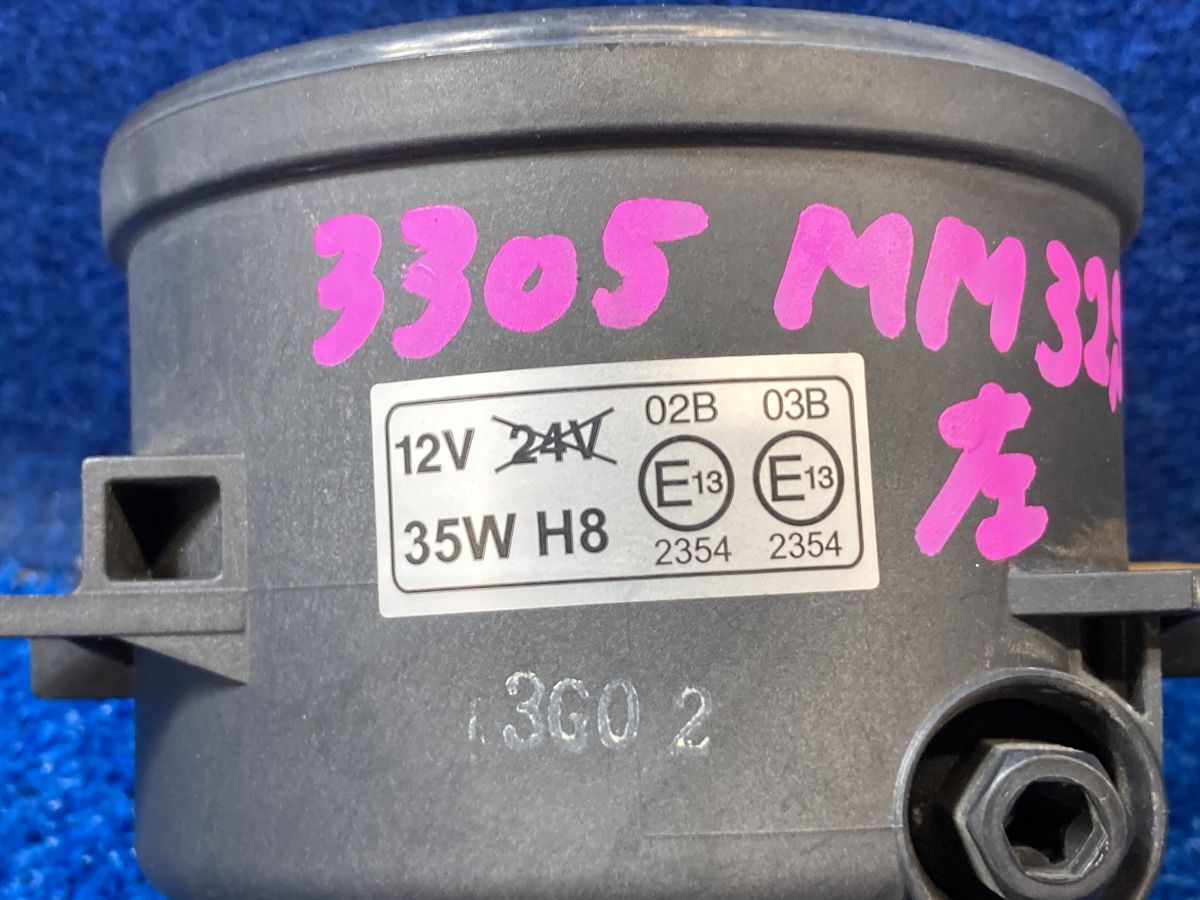 3305 MM32
左
02B 03B
12V 24V
E13 E13
35W H8
2354 2354
3G0 2